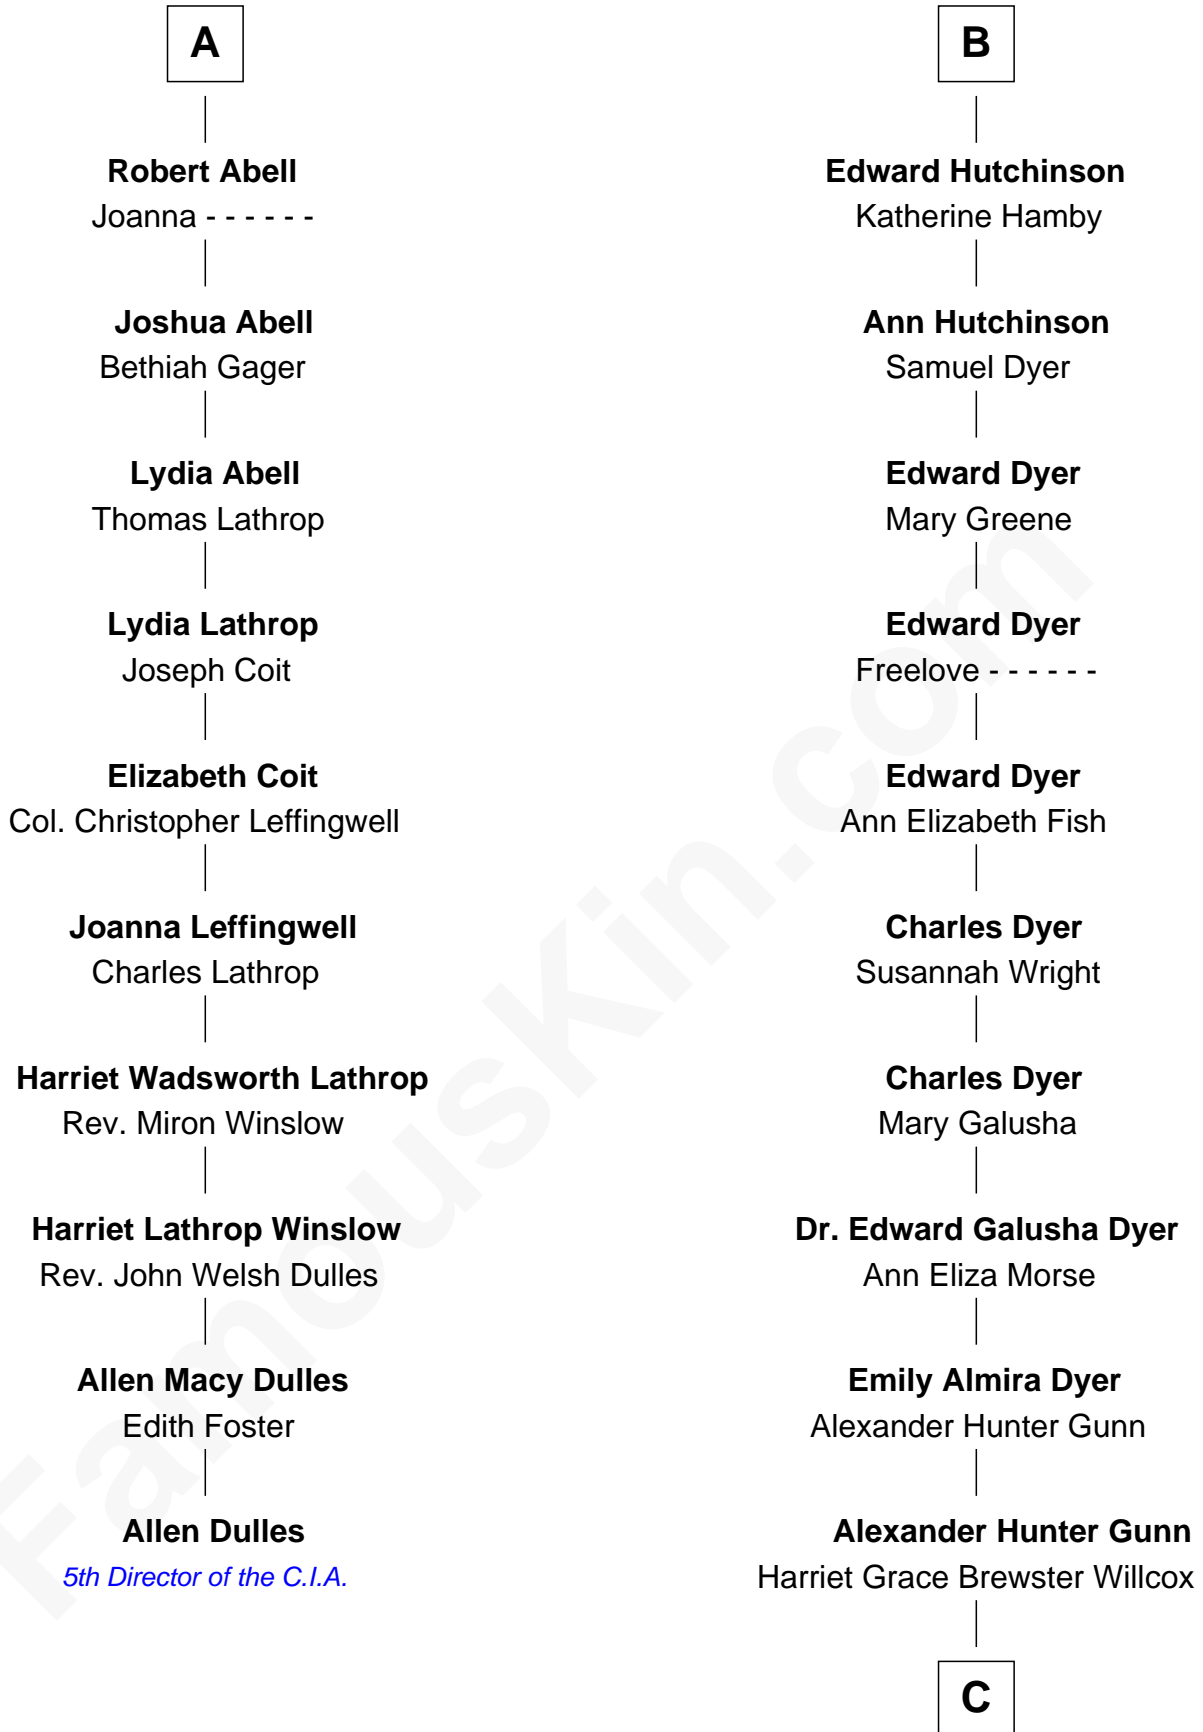 A
Robert Abell
Joanna - - - - - -
Joshua Abell
Bethiah Gager
Lydia Abell
Thomas Lathrop
Lydia Lathrop
Joseph Coit
Elizabeth Coit
Col. Christopher Leffingwell
Joanna Leffingwell
Charles Lathrop
Harriet Wadsworth Lathrop
Rev. Miron Winslow
Harriet Lathrop Winslow
Rev. John Welsh Dulles
Allen Macy Dulles
Edith Foster
Allen Dulles
5th Director of the C.I.A.
B
Edward Hutchinson
Katherine Hamby
Ann Hutchinson
Samuel Dyer
Edward Dyer
Mary Greene
Edward Dyer
Freelove - - - - - -
Edward Dyer
Ann Elizabeth Fish
Charles Dyer
Susannah Wright
Charles Dyer
Mary Galusha
Dr. Edward Galusha Dyer
Ann Eliza Morse
Emily Almira Dyer
Alexander Hunter Gunn
Alexander Hunter Gunn
Harriet Grace Brewster Willcox
C
FamousKin.com